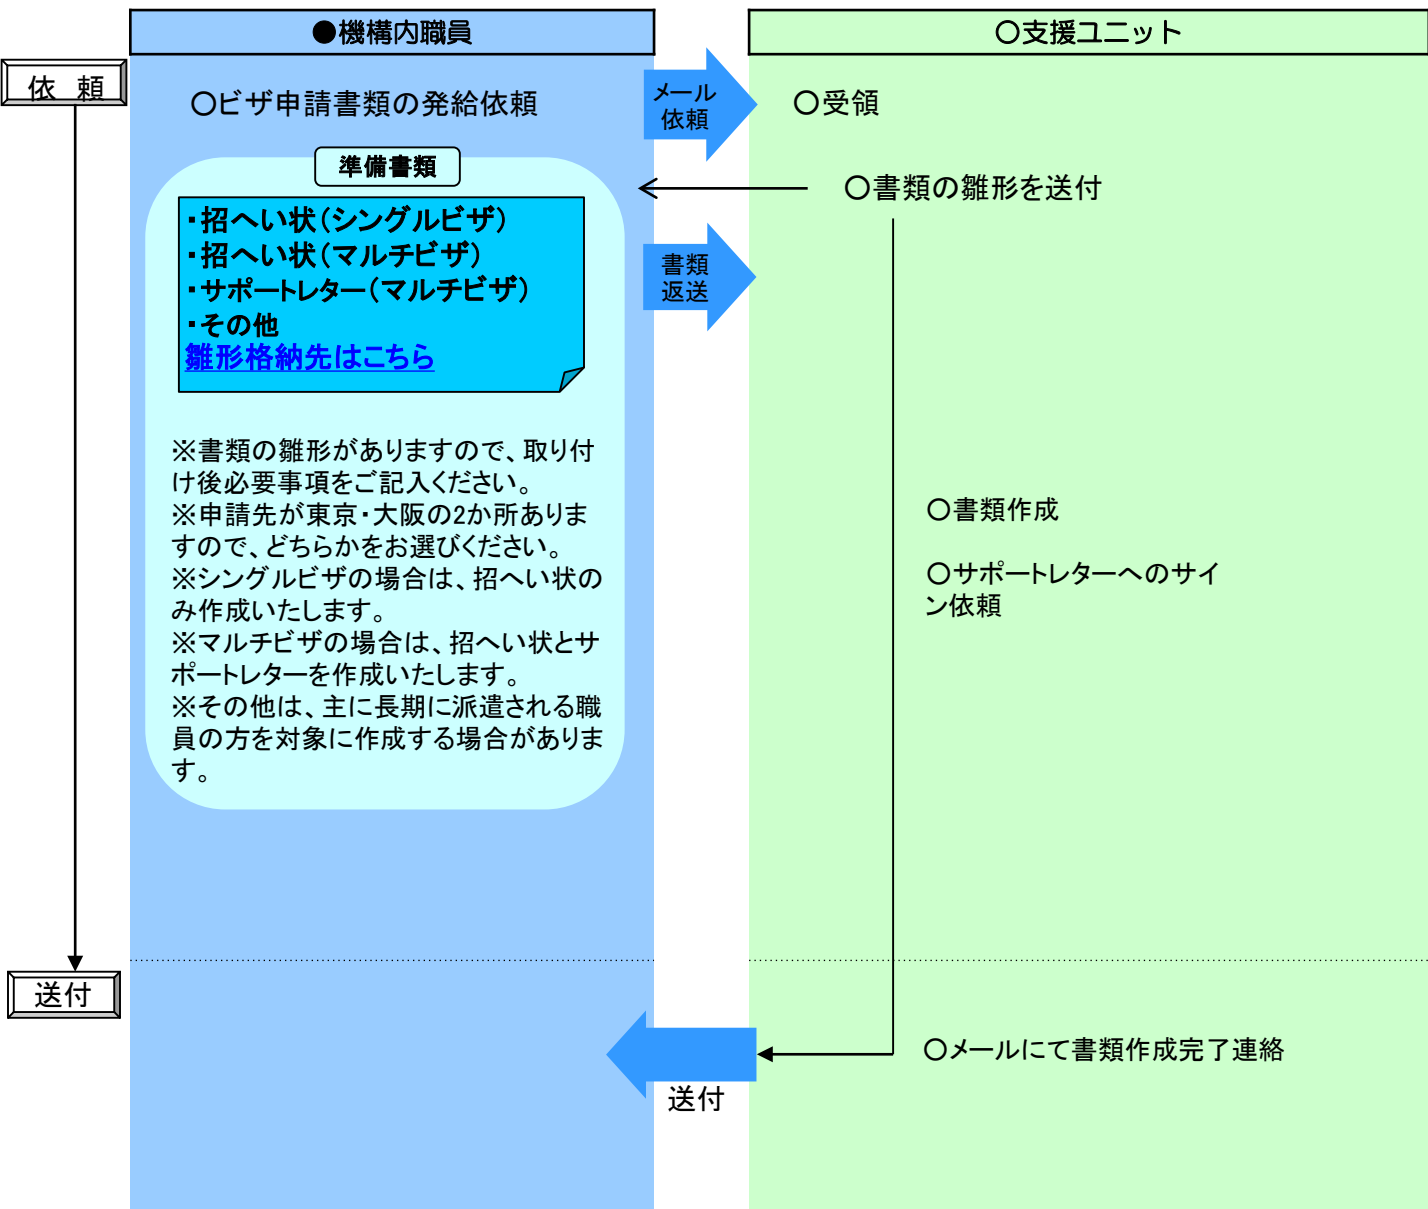 ●機構内職員
○支援ユニット
依　頼
○ビザ申請書類の発給依頼
メール
依頼
○受領
準備書類
○書類の雛形を送付
・招へい状（シングルビザ）
・招へい状（マルチビザ）
・サポートレター（マルチビザ）
・その他
雛形格納先はこちら
書類
返送
※書類の雛形がありますので、取り付
け後必要事項をご記入ください。
※申請先が東京・大阪の2か所ありま
すので、どちらかをお選びください。
※シングルビザの場合は、招へい状の
み作成いたします。
※マルチビザの場合は、招へい状とサ
ポートレターを作成いたします。
※その他は、主に長期に派遣される職
員の方を対象に作成する場合がありま
す。
○書類作成
○サポートレターへのサイ
ン依頼
送付
○メールにて書類作成完了連絡
送付